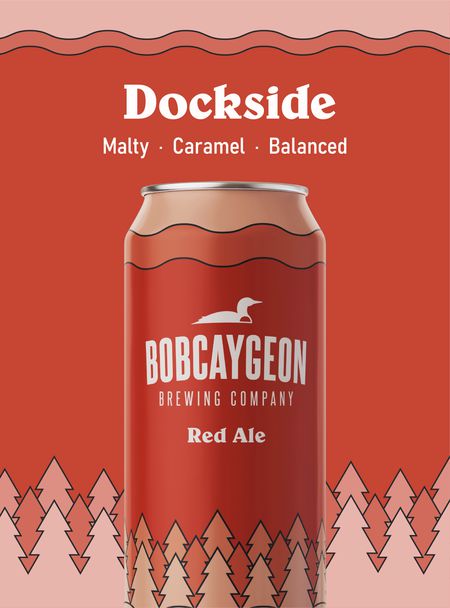 Dockside
Malty · Caramel · Balanced
BOBCAYGEON
BREWING COMPANY
Red Ale